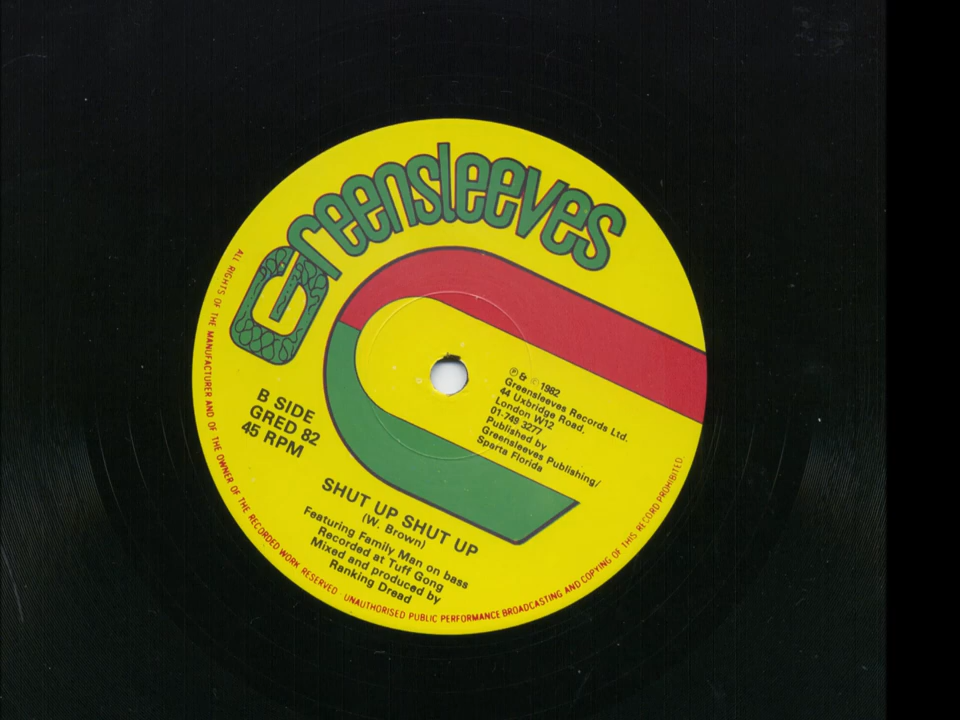 Greensleeves
B SIDE
GRED 82
45 RPM
℗ & © 1982
Greensleeves Records Ltd.
44 Uxbridge Road,
London W12
01-749 3277
Published by
Greensleeves Publishing/
Sparta Florida
SHUT UP SHUT UP
(W. Brown)
Featuring Family Man on bass
Recorded at Tuff Gong
Mixed and produced by
Ranking Dread
ALL RIGHTS OF THE MANUFACTURER AND OF THE OWNER OF THE RECORDED WORK RESERVED UNAUTHORISED PUBLIC PERFORMANCE BROADCASTING AND COPYING OF THIS RECORD PROHIBITED.